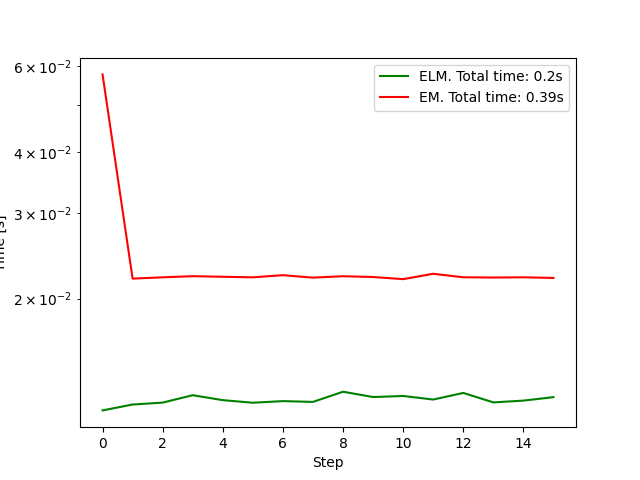 ELM. Total time: 0.2s
EM. Total time: 0.39s
6 × 10⁻²
4 × 10⁻²
3 × 10⁻²
2 × 10⁻²
Time [s]
0 2 4 6 8 10 12 14
Step